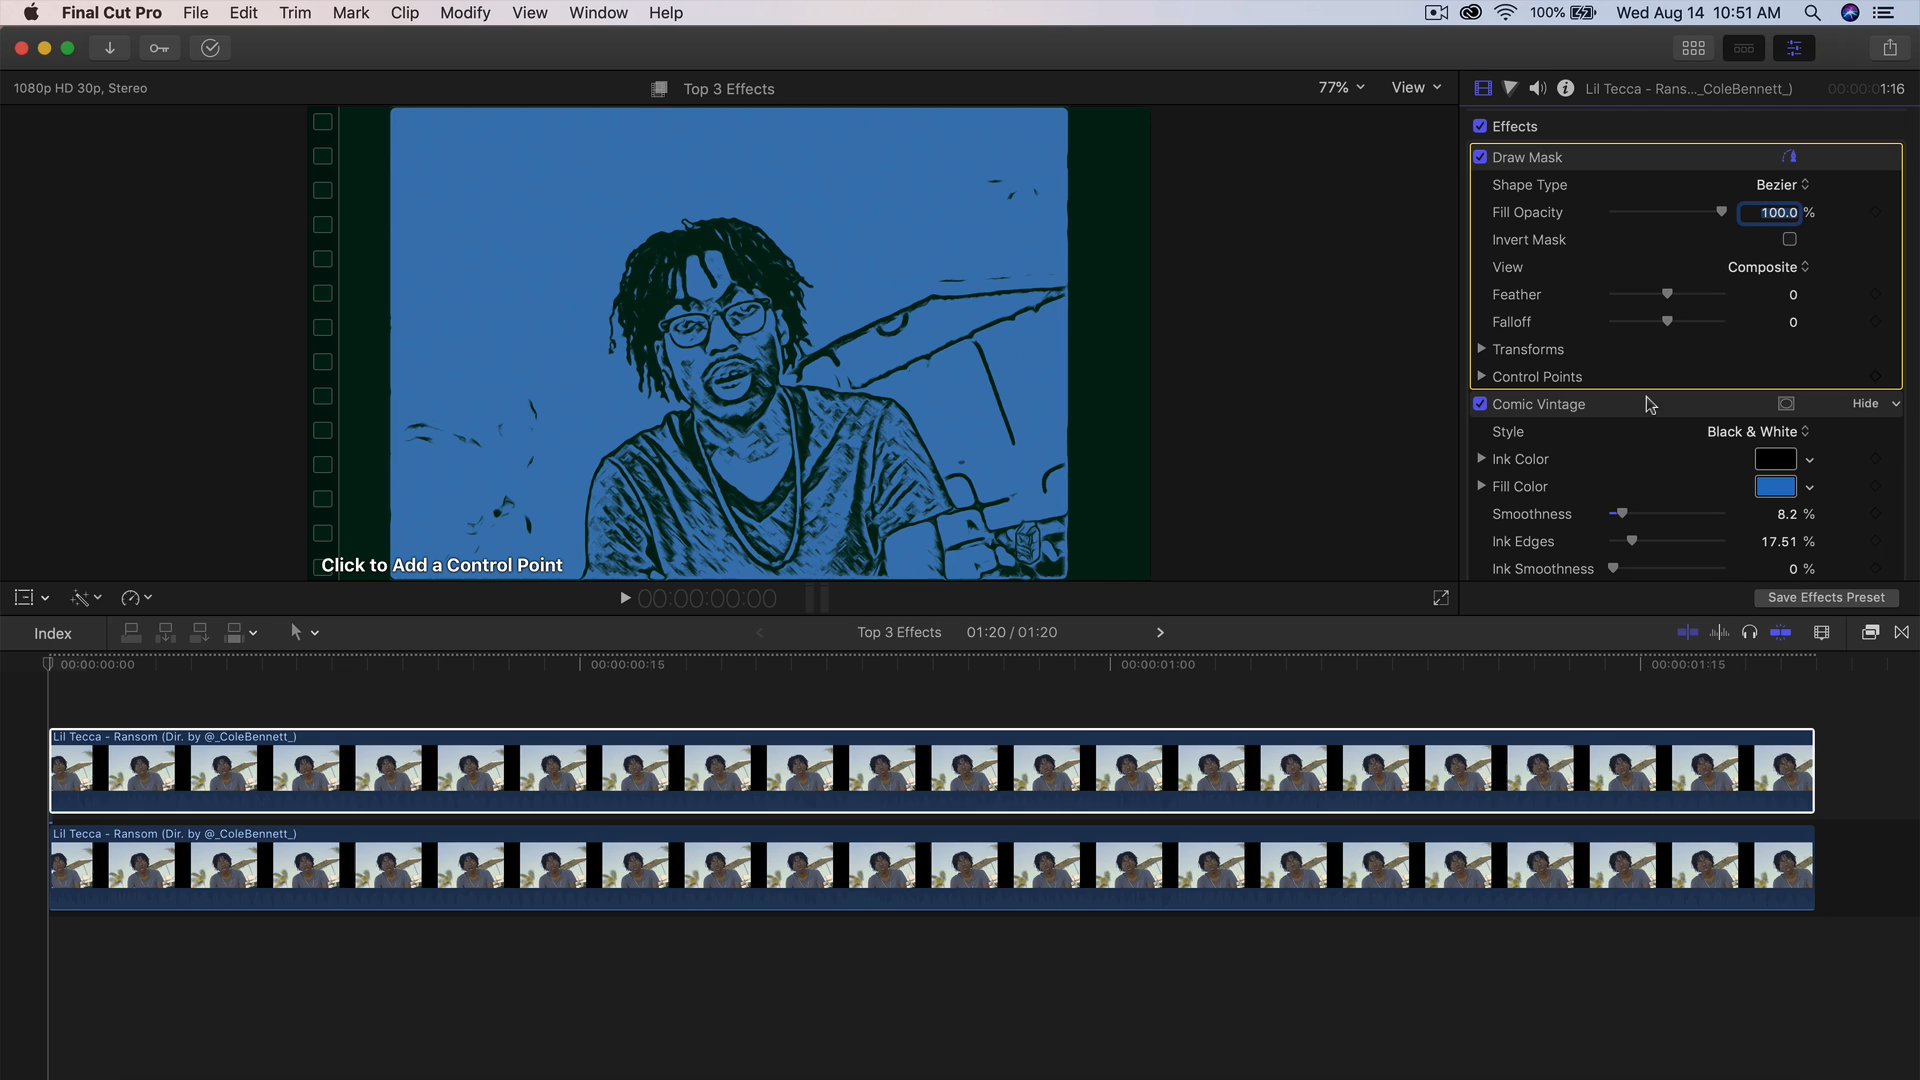 Final Cut Pro File Edit Trim Mark Clip Modify View Window Help 100% Wed Aug 14 10:51 AM
1080p HD 30p, Stereo Top 3 Effects 77% View Lil Tecca - Rans..._ColeBennett_) 00:00:01:16
Effects
Draw Mask
Shape Type Bezier
Fill Opacity 100.0 %
Invert Mask
View Composite
Feather 0
Falloff 0
Transforms
Control Points
Comic Vintage Hide
Style Black & White
Ink Color
Fill Color
Smoothness 8.2 %
Ink Edges 17.51 %
Ink Smoothness 0 %
Click to Add a Control Point
00:00:00:00 Save Effects Preset
Index Top 3 Effects 01:20 / 01:20
00:00:00:00 00:00:00:15 00:00:01:00 00:00:01:15
Lil Tecca - Ransom (Dir. by @_ColeBennett_)
Lil Tecca - Ransom (Dir. by @_ColeBennett_)